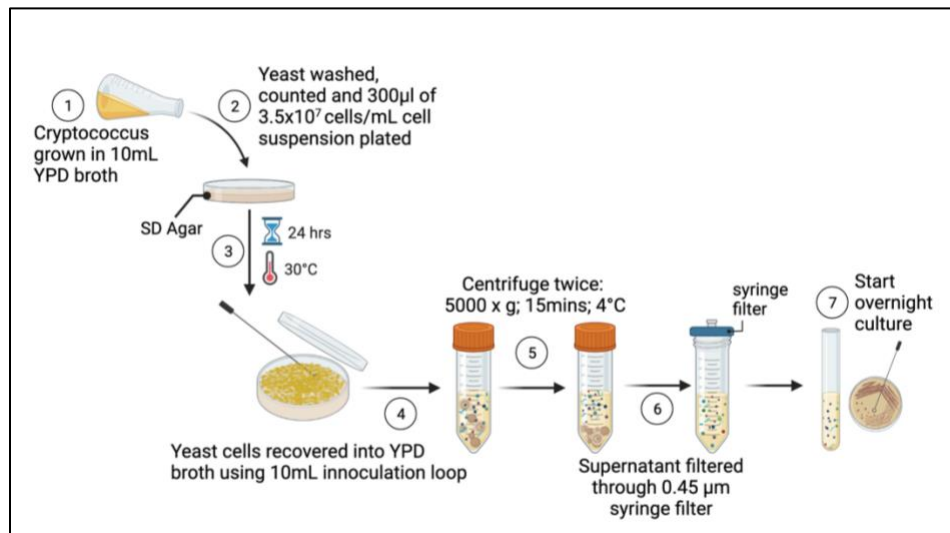 1
Cryptococcus
grown in 10mL
YPD broth
2
Yeast washed,
counted and 300µl of
3.5x10⁷ cells/mL cell
suspension plated
SD Agar
3
24 hrs
30°C
4
Yeast cells recovered into YPD
broth using 10mL innoculation loop
Centrifuge twice:
5000 x g; 15mins; 4°C
5
6
Supernatant filtered
through 0.45 µm
syringe filter
syringe
filter
7
Start
overnight
culture